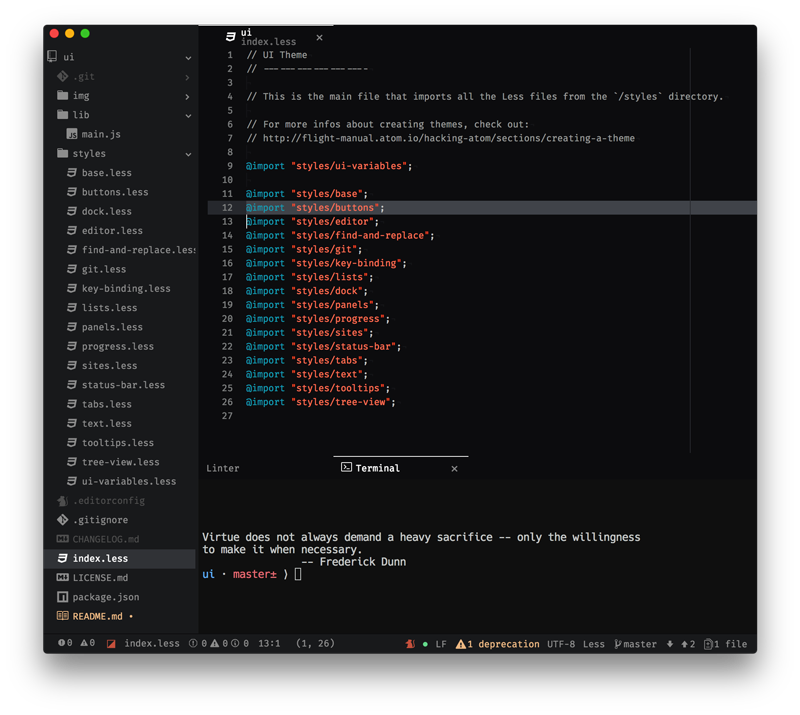 ui
.git
img
lib
main.js
styles
base.less
buttons.less
dock.less
editor.less
find-and-replace.less
git.less
key-binding.less
lists.less
panels.less
progress.less
sites.less
status-bar.less
tabs.less
text.less
tooltips.less
tree-view.less
ui-variables.less
.editorconfig
.gitignore
CHANGELOG.md
index.less
LICENSE.md
package.json
README.md •
ui
index.less ×
1 // UI Theme
2 // -------------------
3
4 // This is the main file that imports all the Less files from the `/styles` directory.
5
6 // For more infos about creating themes, check out:
7 // http://flight-manual.atom.io/hacking-atom/sections/creating-a-theme
8
9 @import "styles/ui-variables";
10
11 @import "styles/base";
12 @import "styles/buttons";
13 @import "styles/editor";
14 @import "styles/find-and-replace";
15 @import "styles/git";
16 @import "styles/key-binding";
17 @import "styles/lists";
18 @import "styles/dock";
19 @import "styles/panels";
20 @import "styles/progress";
21 @import "styles/sites";
22 @import "styles/status-bar";
23 @import "styles/tabs";
24 @import "styles/text";
25 @import "styles/tooltips";
26 @import "styles/tree-view";
27
Linter Terminal ×
Virtue does not always demand a heavy sacrifice -- only the willingness
to make it when necessary.
-- Frederick Dunn
ui · master± ⟩
0 0 index.less 0 0 0 13:1 (1, 26) LF 1 deprecation UTF-8 Less master 2 1 file